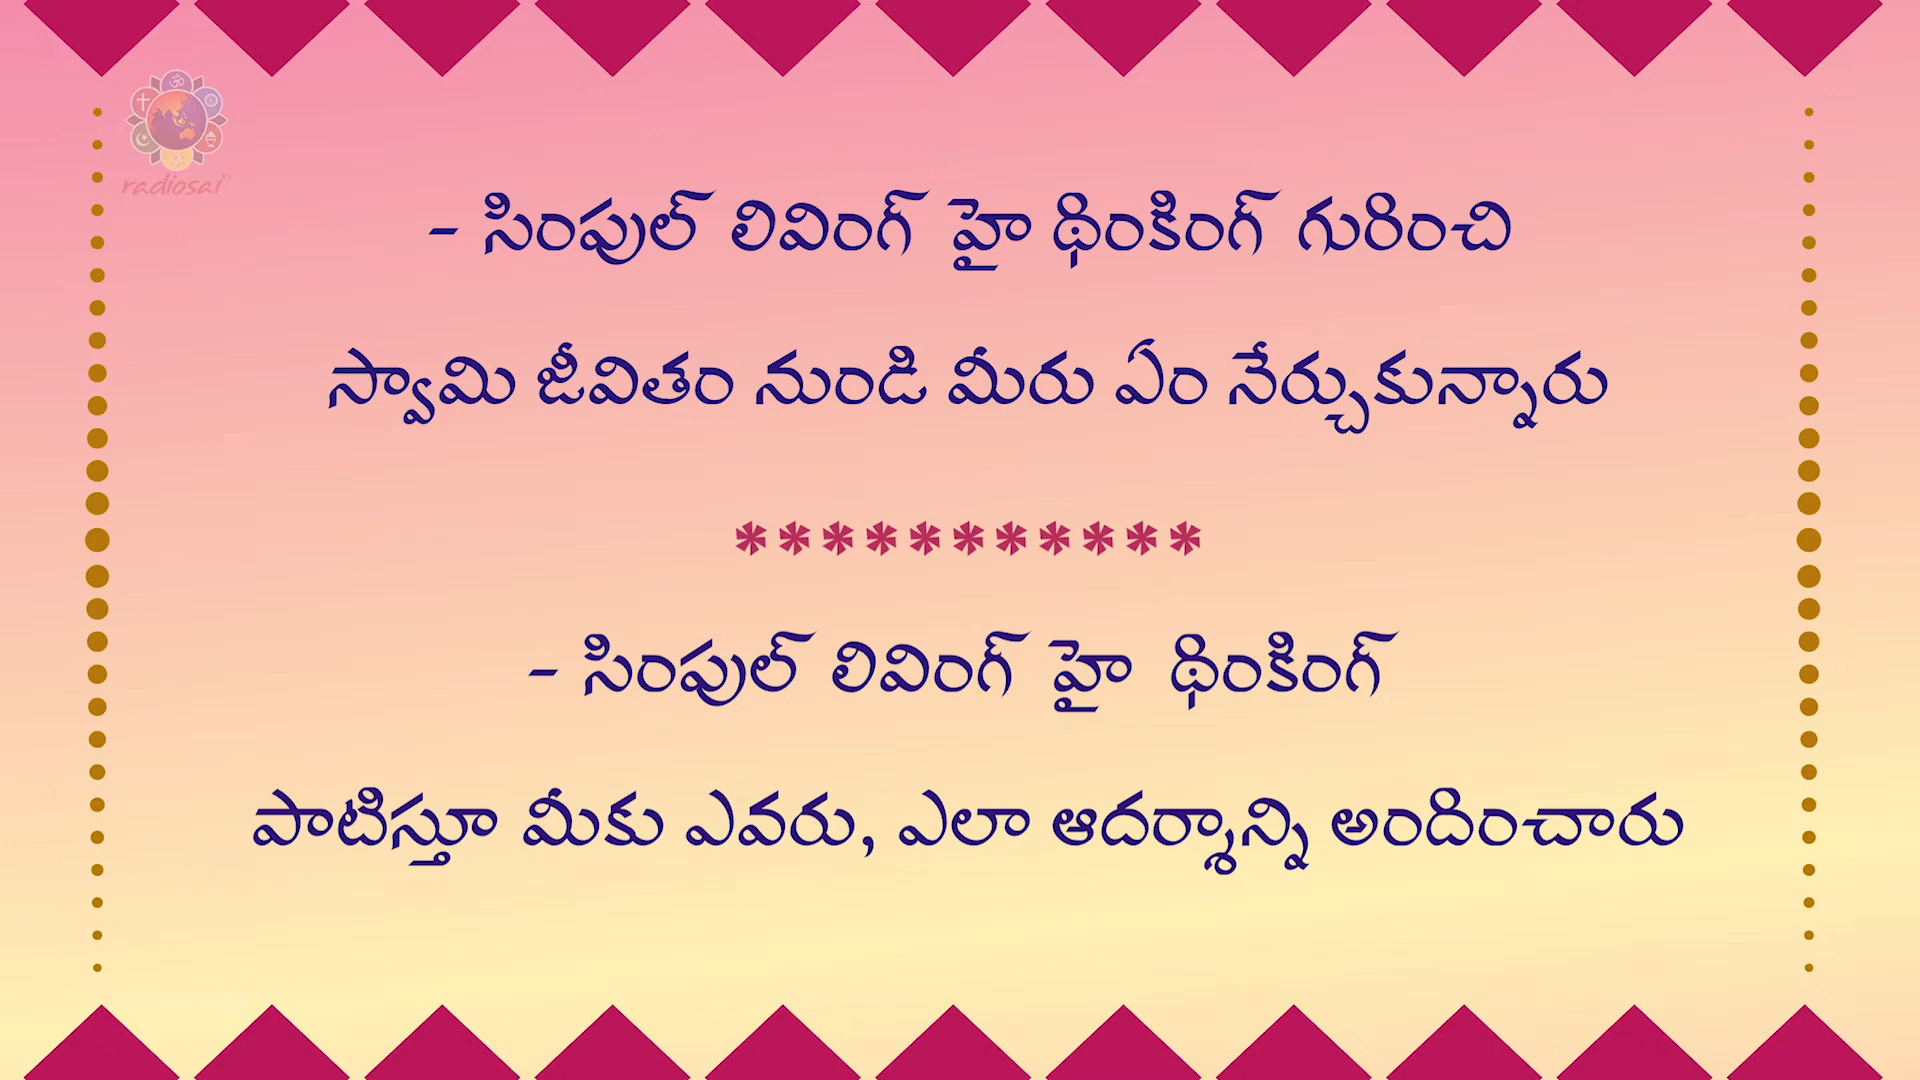 radiosai
- సింపుల్ లివింగ్ హై థింకింగ్ గురించి
స్వామి జీవితం నుండి మీరు ఏం నేర్చుకున్నారు
***********
- సింపుల్ లివింగ్ హై థింకింగ్
పాటిస్తూ మీకు ఎవరు, ఎలా ఆదర్శాన్ని అందించారు